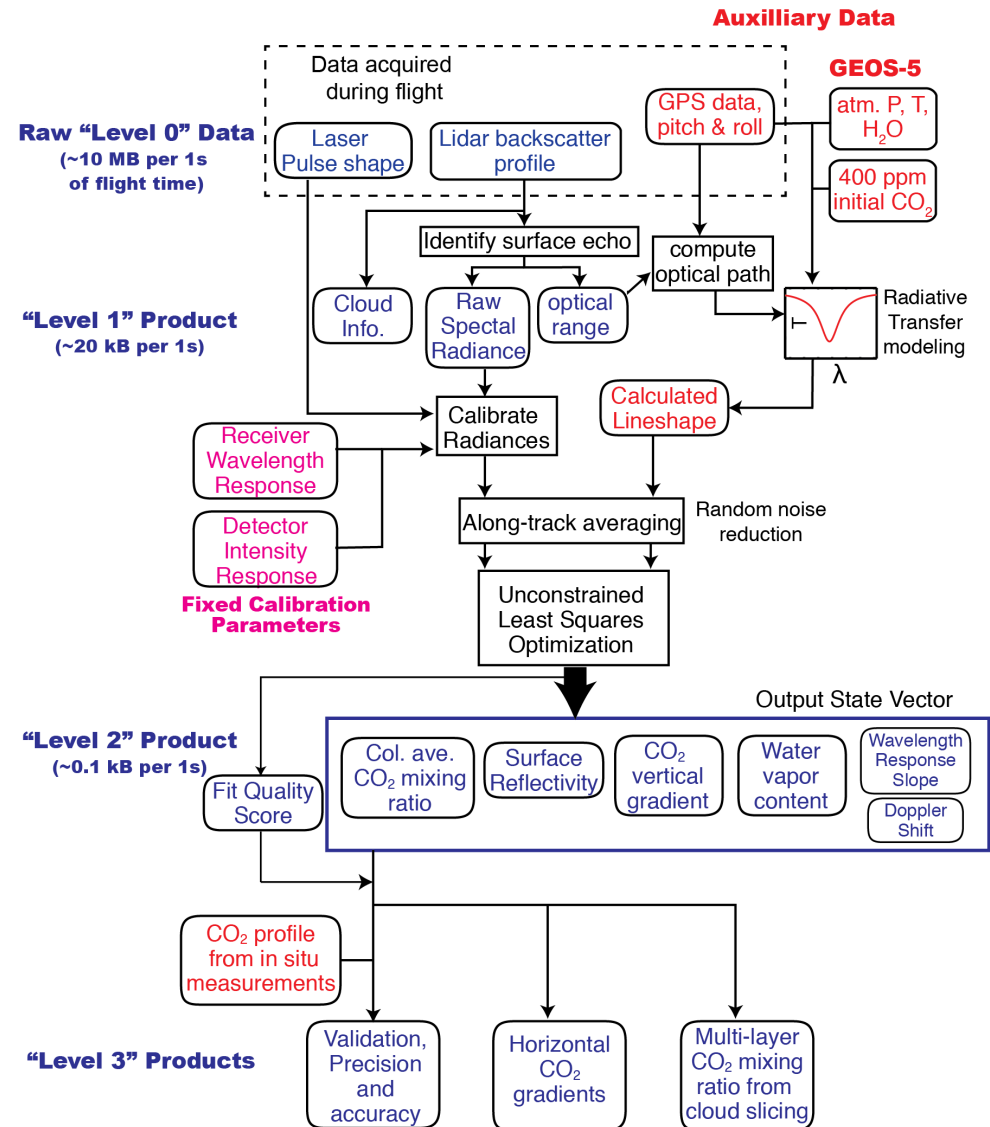 Auxilliary Data
Data acquired
during flight
GEOS-5
Raw “Level 0” Data
(~10 MB per 1s
of flight time)
Laser
Pulse shape
Lidar backscatter
profile
GPS data,
pitch & roll
atm. P, T,
H₂O
400 ppm
initial CO₂
Identify surface echo
compute
optical path
“Level 1” Product
(~20 kB per 1s)
Cloud
Info.
Raw
Spectal
Radiance
optical
range
T
λ
Radiative
Transfer
modeling
Calibrate
Radiances
Calculated
Lineshape
Receiver
Wavelength
Response
Detector
Intensity
Response
Fixed Calibration
Parameters
Along-track averaging
Random noise
reduction
Unconstrained
Least Squares
Optimization
Output State Vector
“Level 2” Product
(~0.1 kB per 1s)
Fit Quality
Score
Col. ave.
CO₂ mixing
ratio
Surface
Reflectivity
CO₂
vertical
gradient
Water
vapor
content
Wavelength
Response
Slope
Doppler
Shift
CO₂ profile
from in situ
measurements
“Level 3” Products
Validation,
Precision
and
accuracy
Horizontal
CO₂
gradients
Multi-layer
CO₂ mixing
ratio from
cloud slicing